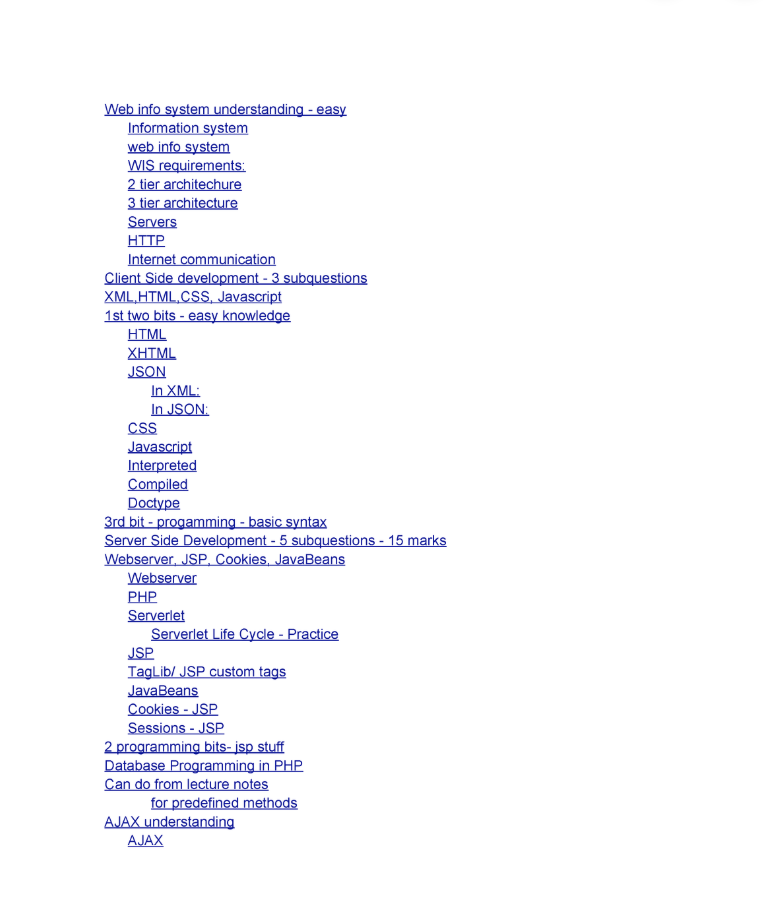 Web info system understanding - easy
Information system
web info system
WIS requirements:
2 tier architechure
3 tier architecture
Servers
HTTP
Internet communication
Client Side development - 3 subquestions
XML,HTML,CSS, Javascript
1st two bits - easy knowledge
HTML
XHTML
JSON
In XML:
In JSON:
CSS
Javascript
Interpreted
Compiled
Doctype
3rd bit - progamming - basic syntax
Server Side Development - 5 subquestions - 15 marks
Webserver, JSP, Cookies, JavaBeans
Webserver
PHP
Serverlet
Serverlet Life Cycle - Practice
JSP
TagLib/ JSP custom tags
JavaBeans
Cookies - JSP
Sessions - JSP
2 programming bits- jsp stuff
Database Programming in PHP
Can do from lecture notes
for predefined methods
AJAX understanding
AJAX